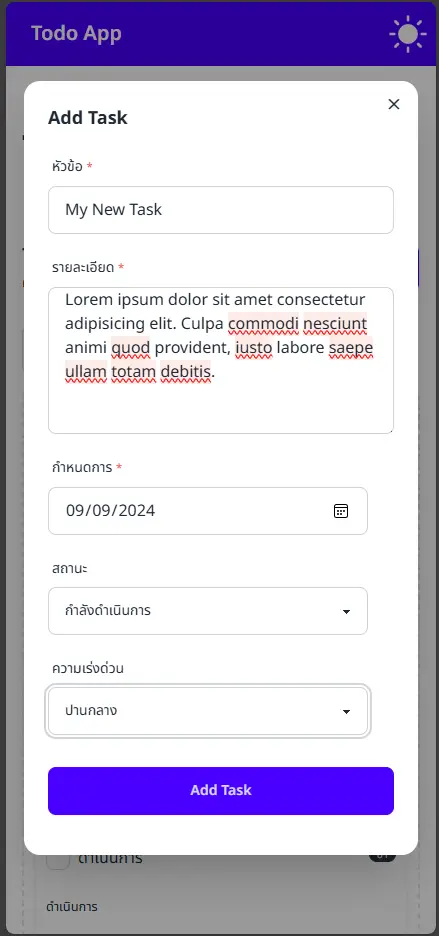 Todo App
Add Task
หัวข้อ *
My New Task
รายละเอียด *
Lorem ipsum dolor sit amet consectetur
adipisicing elit. Culpa commodi nesciunt
animi quod provident, iusto labore saepe
ullam totam debitis.
กำหนดการ *
09/09/2024
สถานะ
กำลังดำเนินการ
ความเร่งด่วน
ปานกลาง
Add Task
ดำเนินการ
ดำเนินการ